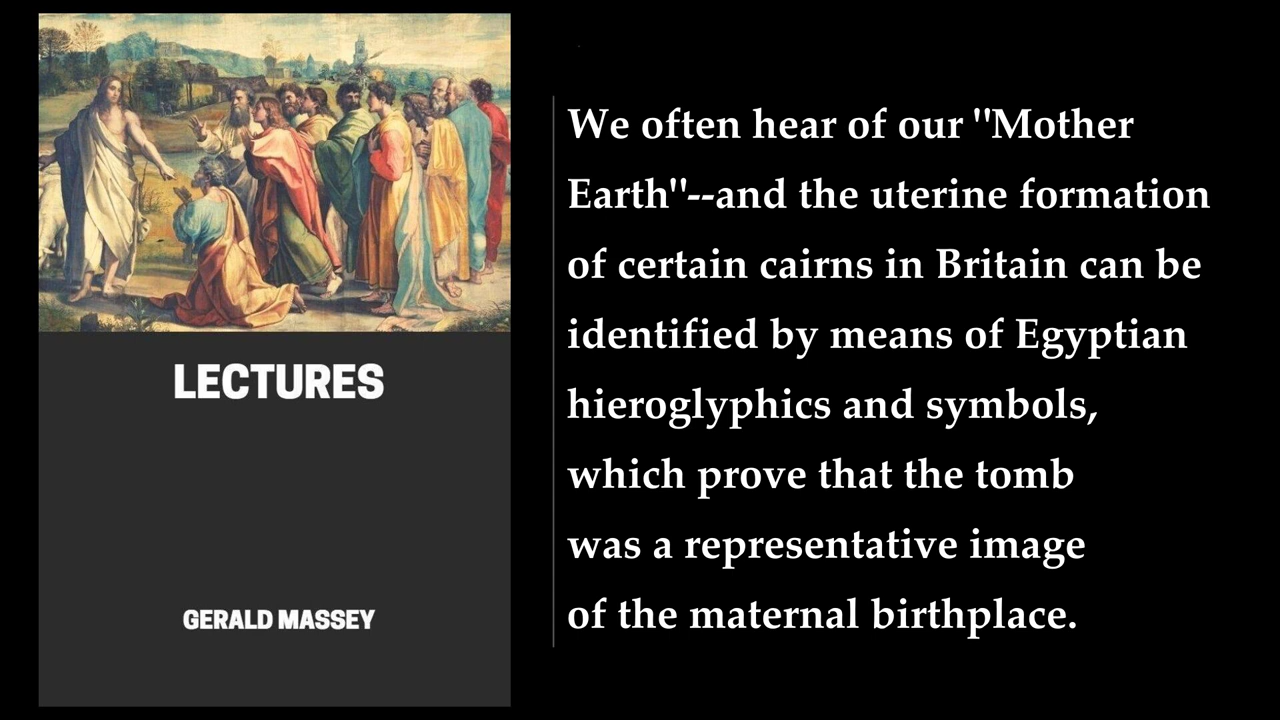 LECTURES
GERALD MASSEY
We often hear of our "Mother
Earth"--and the uterine formation
of certain cairns in Britain can be
identified by means of Egyptian
hieroglyphics and symbols,
which prove that the tomb
was a representative image
of the maternal birthplace.